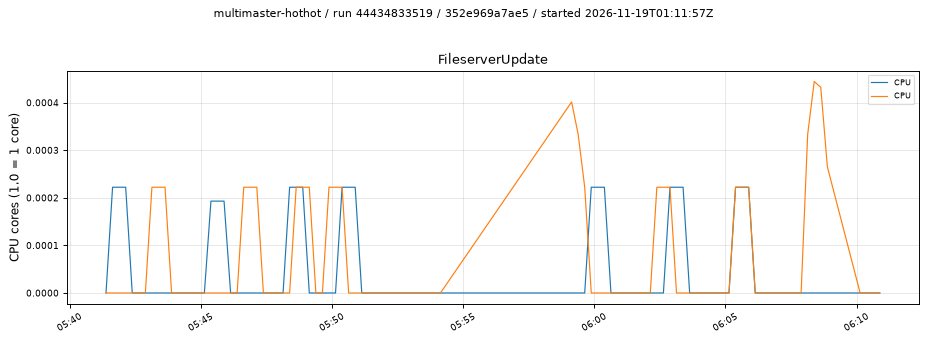 multimaster-hothot / run 44434833519 / 352e969a7ae5 / started 2026-11-19T01:11:57Z
FileserverUpdate
CPU
CPU
CPU cores (1.0 = 1 core)
0.0004
0.0003
0.0002
0.0001
0.0000
05:40
05:45
05:50
05:55
06:00
06:05
06:10